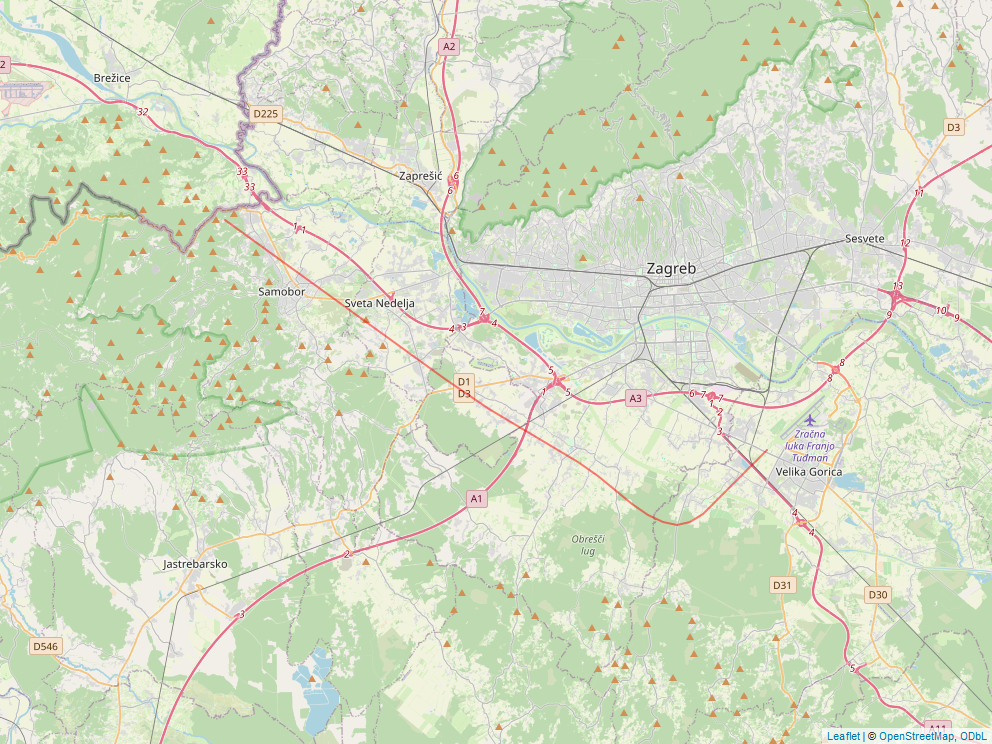 A2
2
Brežice
32
D225
D3
33
33
Zaprešić
6
6
11
11
12
Sesvete
Zagreb
Samobor
Sveta Nedelja
13
10
9
9
7
4
3
4
5
5
1
D1
D3
A3
6
7
7
1
2
3
8
8
Zračna
luka Franjo
Tuđman
Velika Gorica
A1
4
4
Obrešči
lug
2
Jastrebarsko
3
D31
D30
D546
5
A11
Leaflet | © OpenStreetMap, ODbL